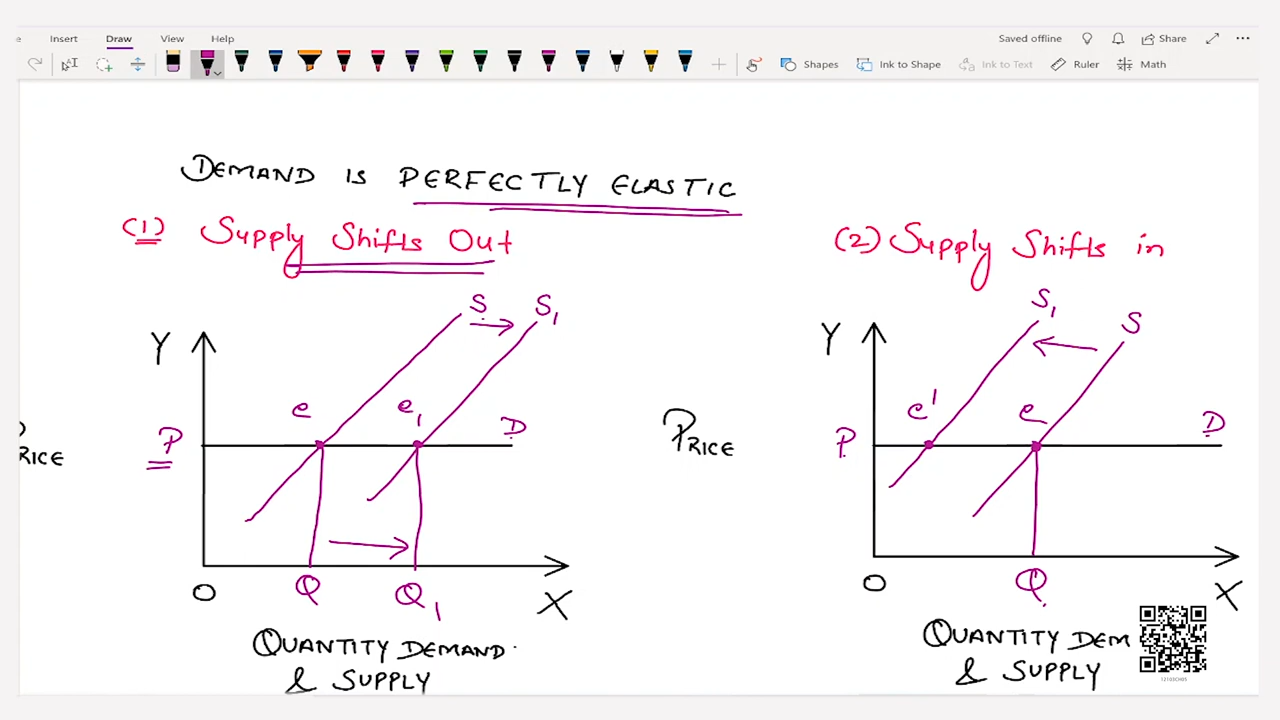 Insert Draw View Help Saved offline Share
Shapes Ink to Shape Ink to Text Ruler Math
DEMAND IS PERFECTLY ELASTIC
(1) Supply Shifts Out
(2) Supply Shifts in
S S1
Y
e e1 D
P
RICE
O Q Q1 X
QUANTITY DEMAND
& SUPPLY
S1 S
Y
e' e D
PRICE
P
O Q X
QUANTITY DEM
& SUPPLY
12103CH05